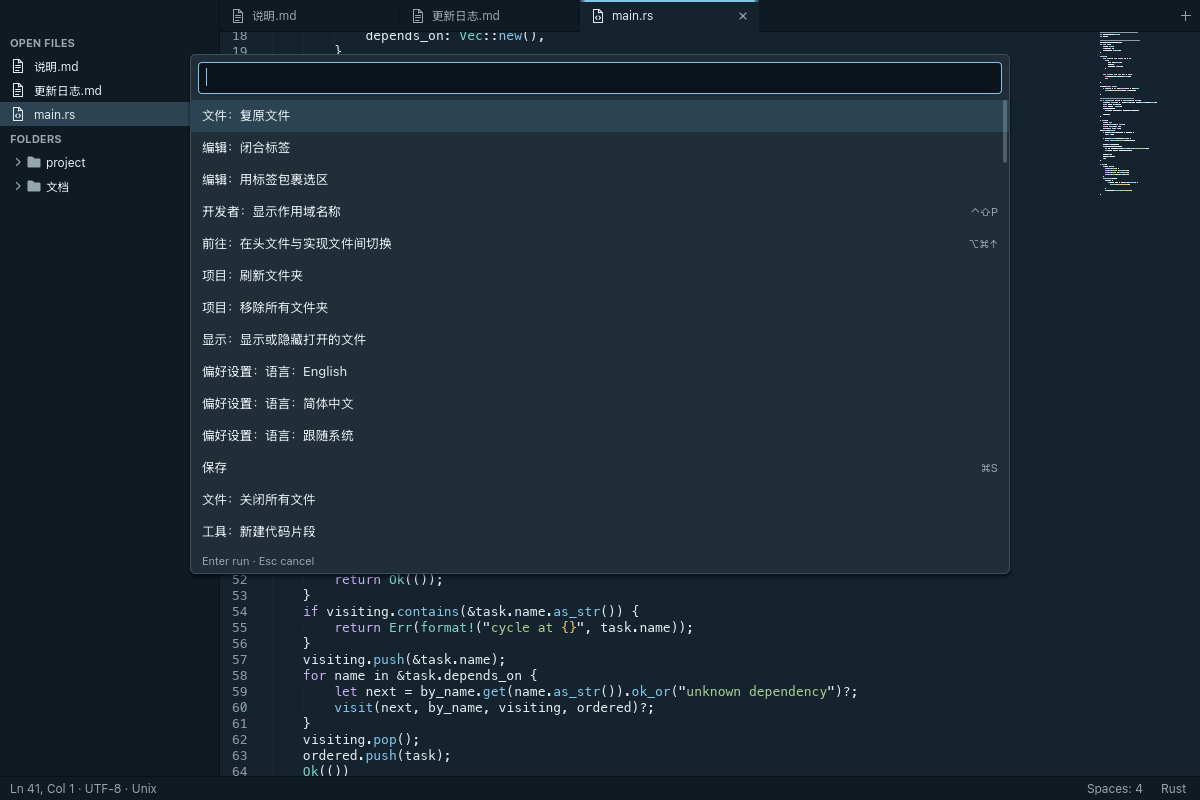 说明.md
更新日志.md
main.rs
OPEN FILES
说明.md
更新日志.md
main.rs
FOLDERS
project
文档
18 depends_on: Vec::new(),
19 }
文件：复原文件
编辑：闭合标签
编辑：用标签包裹选区
开发者：显示作用域名称 ^⇧P
前往：在头文件与实现文件间切换 ⌥⌘↑
项目：刷新文件夹
项目：移除所有文件夹
显示：显示或隐藏打开的文件
偏好设置：语言：English
偏好设置：语言：简体中文
偏好设置：语言：跟随系统
保存 ⌘S
文件：关闭所有文件
工具：新建代码片段
Enter run · Esc cancel
52 return Ok(());
53 }
54 if visiting.contains(&task.name.as_str()) {
55 return Err(format!("cycle at {}", task.name));
56 }
57 visiting.push(&task.name);
58 for name in &task.depends_on {
59 let next = by_name.get(name.as_str()).ok_or("unknown dependency")?;
60 visit(next, by_name, visiting, ordered)?;
61 }
62 visiting.pop();
63 ordered.push(task);
64 Ok(())
Ln 41, Col 1 · UTF-8 · Unix
Spaces: 4 Rust